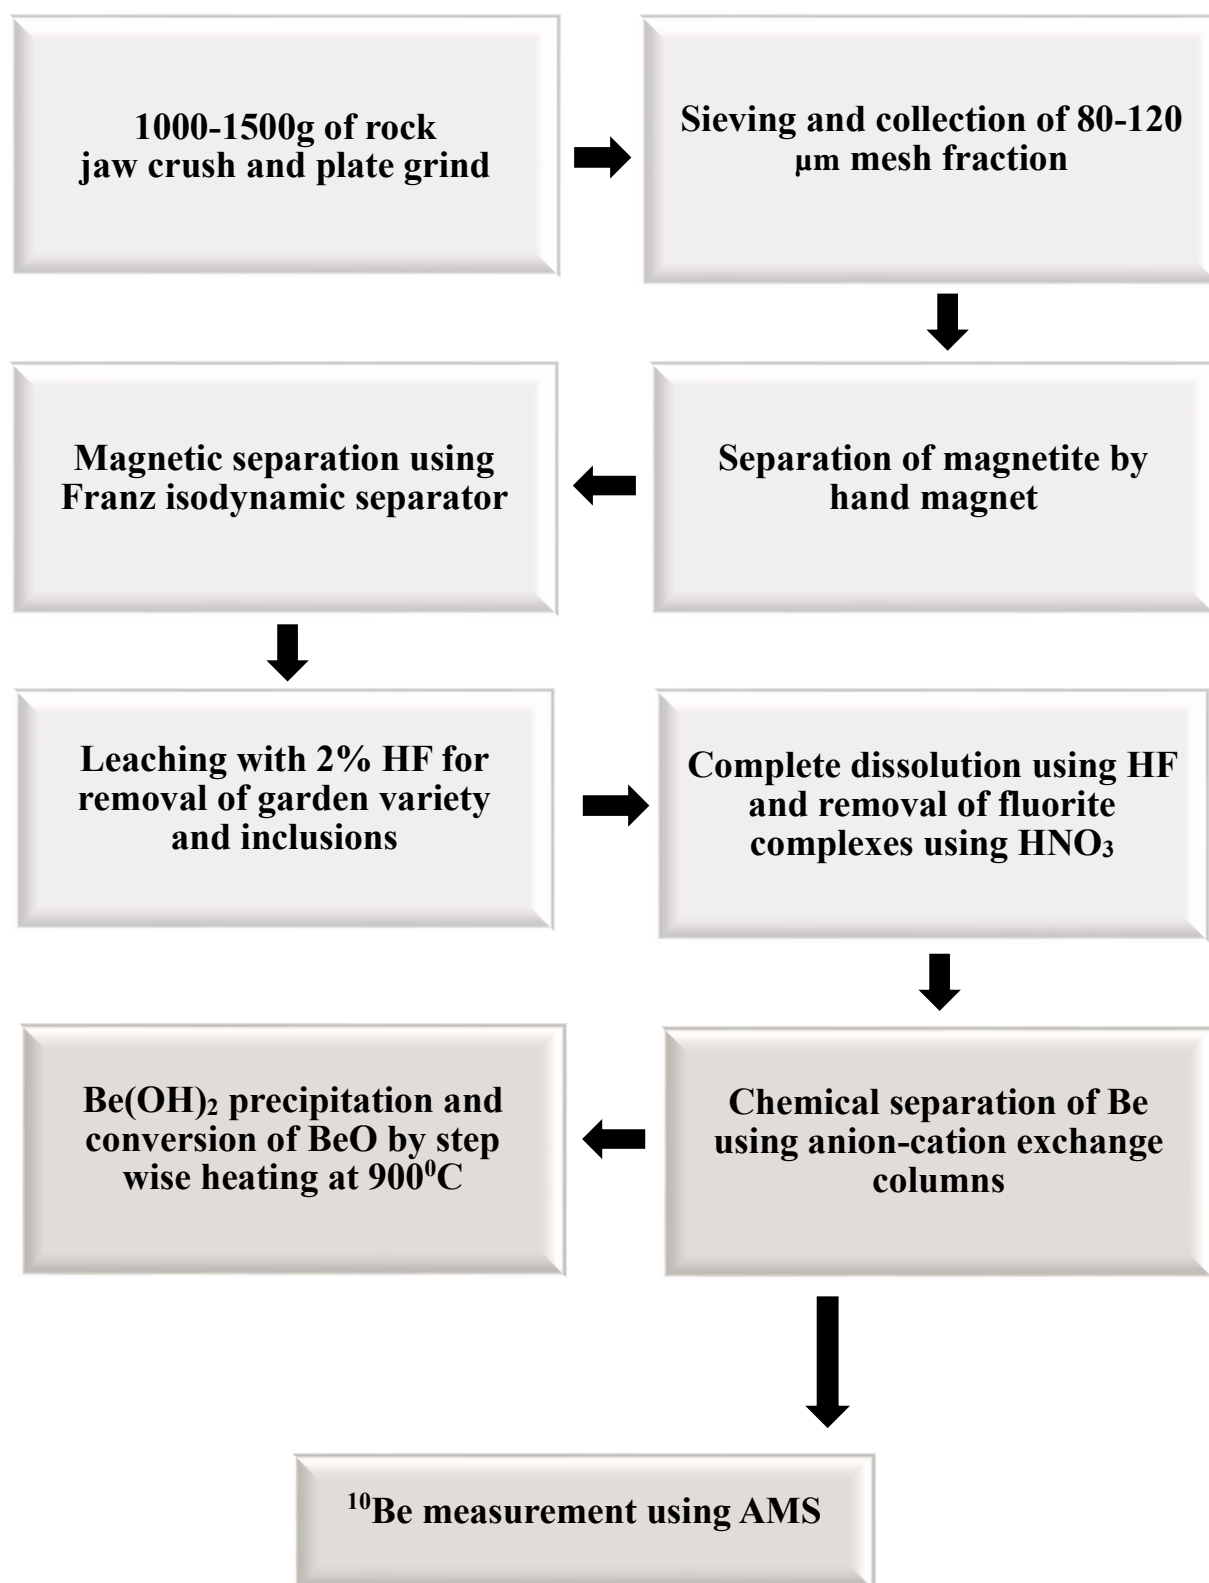 1000-1500g of rock
jaw crush and plate grind
Sieving and collection of 80-120
µm mesh fraction
Separation of magnetite by
hand magnet
Magnetic separation using
Franz isodynamic separator
Leaching with 2% HF for
removal of garden variety
and inclusions
Complete dissolution using HF
and removal of fluorite
complexes using HNO₃
Chemical separation of Be
using anion-cation exchange
columns
Be(OH)₂ precipitation and
conversion of BeO by step
wise heating at 900⁰C
¹⁰Be measurement using AMS